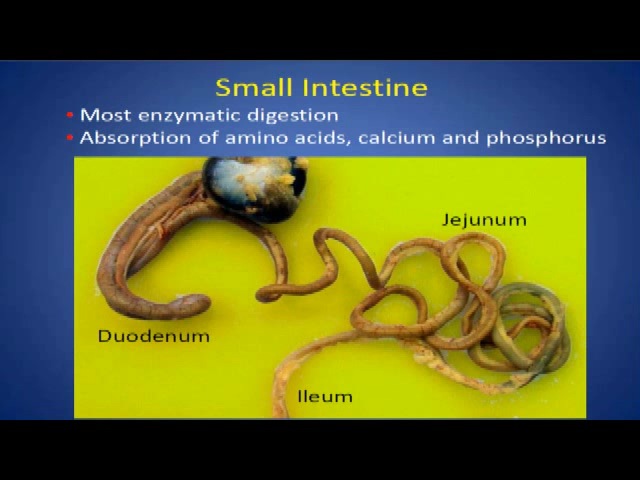 Small Intestine
• Most enzymatic digestion
• Absorption of amino acids, calcium and phosphorus
Jejunum
Duodenum
Ileum